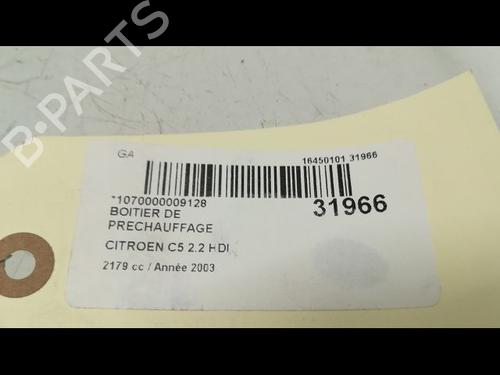 B-PARTS
GA
16450101 31966
*1070000009128
31966
BOITIER DE
PRECHAUFFAGE
CITROEN C5 2.2 HDI
2179 cc / Année 2003